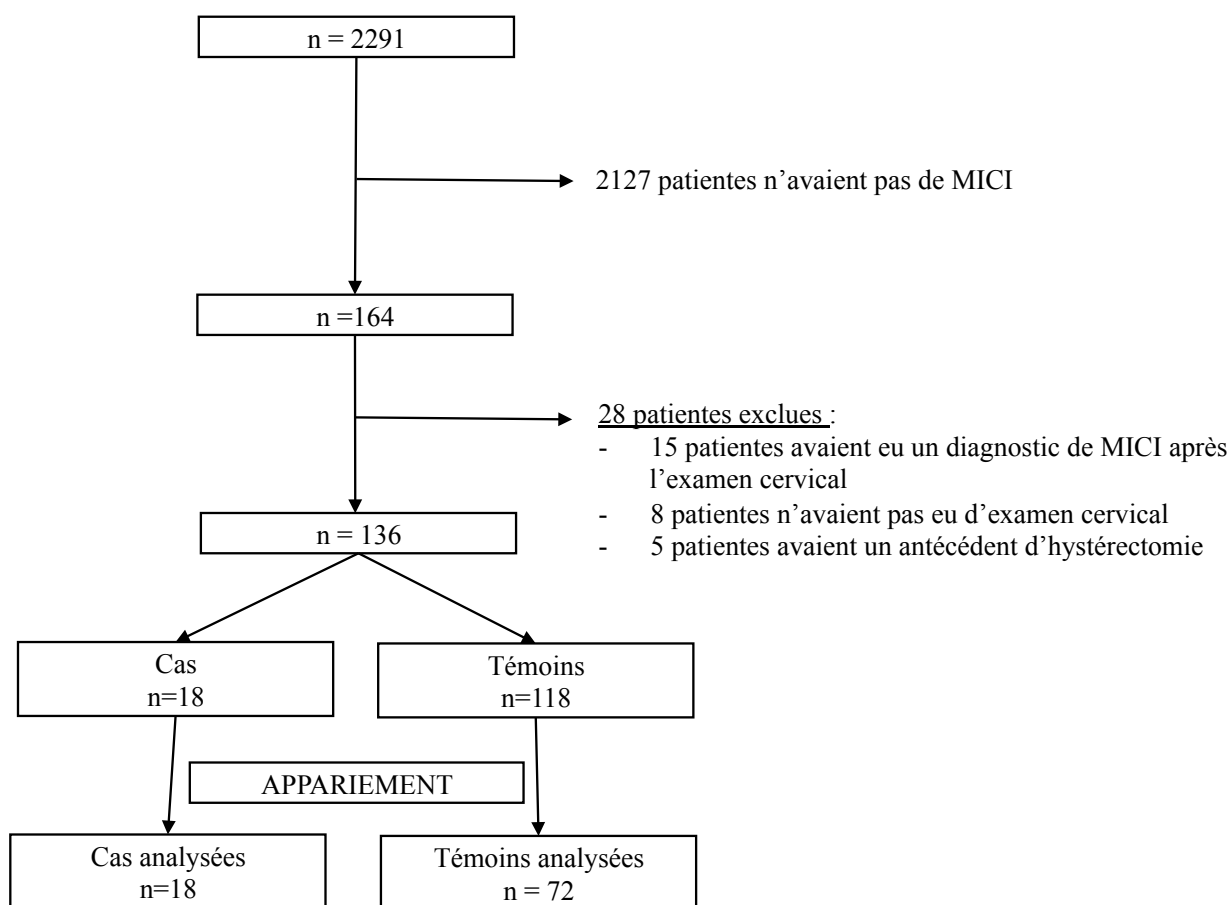 n = 2291
2127 patientes n’avaient pas de MICI
n =164
28 patientes exclues :
- 15 patientes avaient eu un diagnostic de MICI après
l’examen cervical
- 8 patientes n’avaient pas eu d’examen cervical
- 5 patientes avaient un antécédent d’hystérectomie
n = 136
Cas
n=18
Témoins
n=118
APPARIEMENT
Cas analysées
n=18
Témoins analysées
n = 72